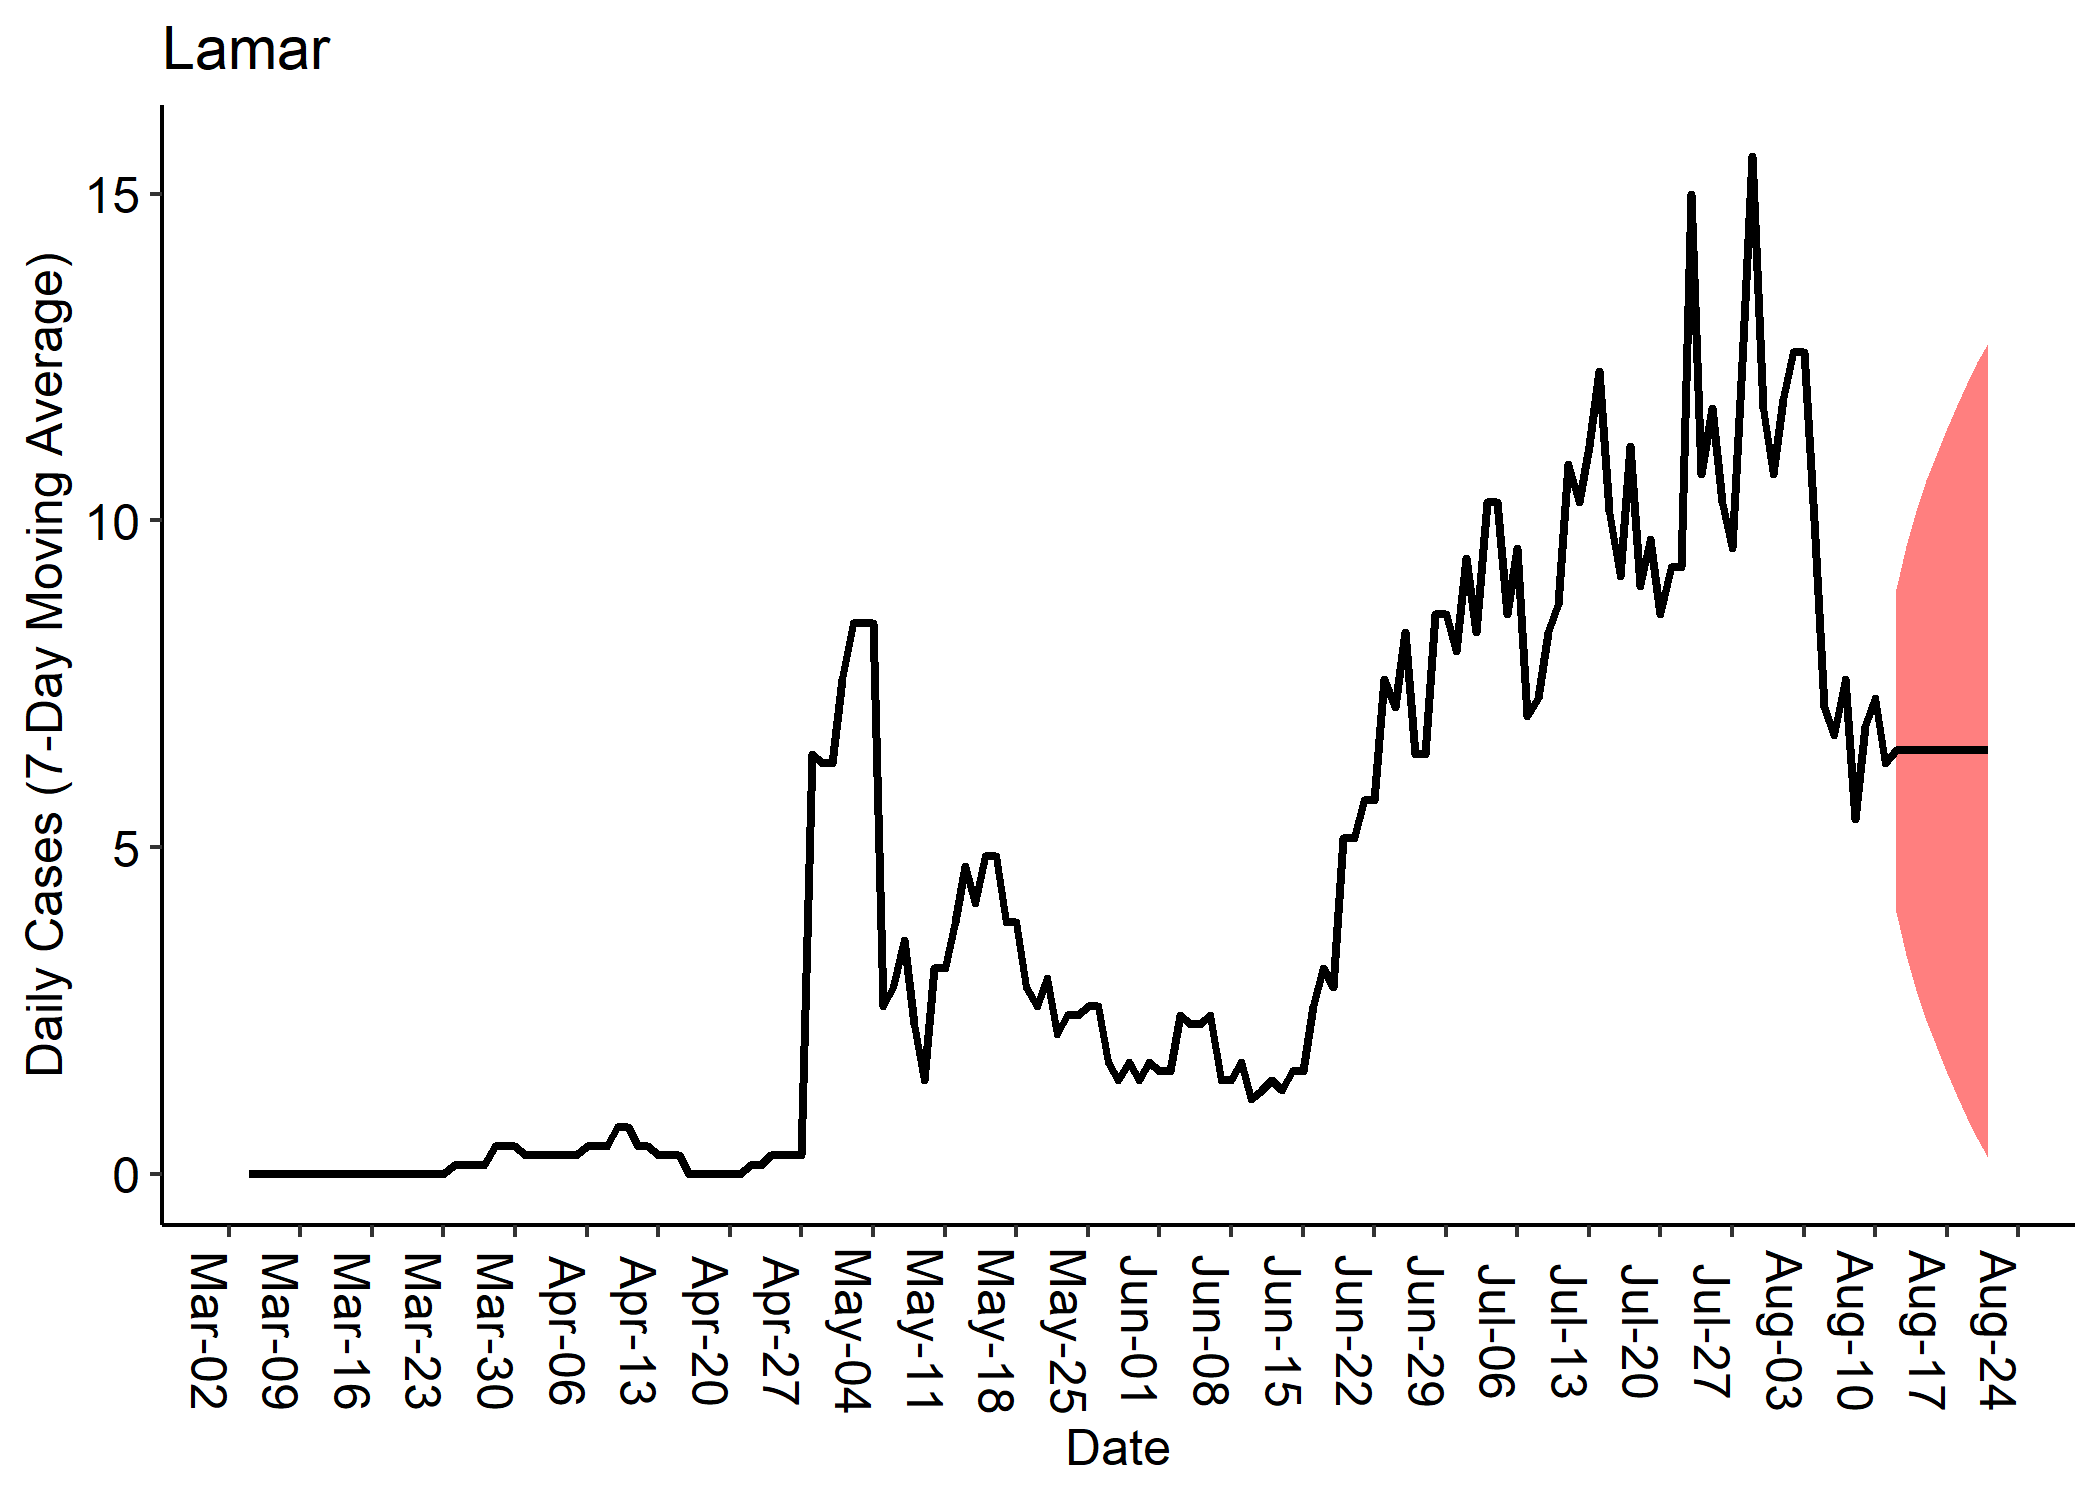 Lamar
Daily Cases (7-Day Moving Average)
15
10
5
0
Mar-02
Mar-09
Mar-16
Mar-23
Mar-30
Apr-06
Apr-13
Apr-20
Apr-27
May-04
May-11
May-18
May-25
Jun-01
Jun-08
Jun-15
Jun-22
Jun-29
Jul-06
Jul-13
Jul-20
Jul-27
Aug-03
Aug-10
Aug-17
Aug-24
Date